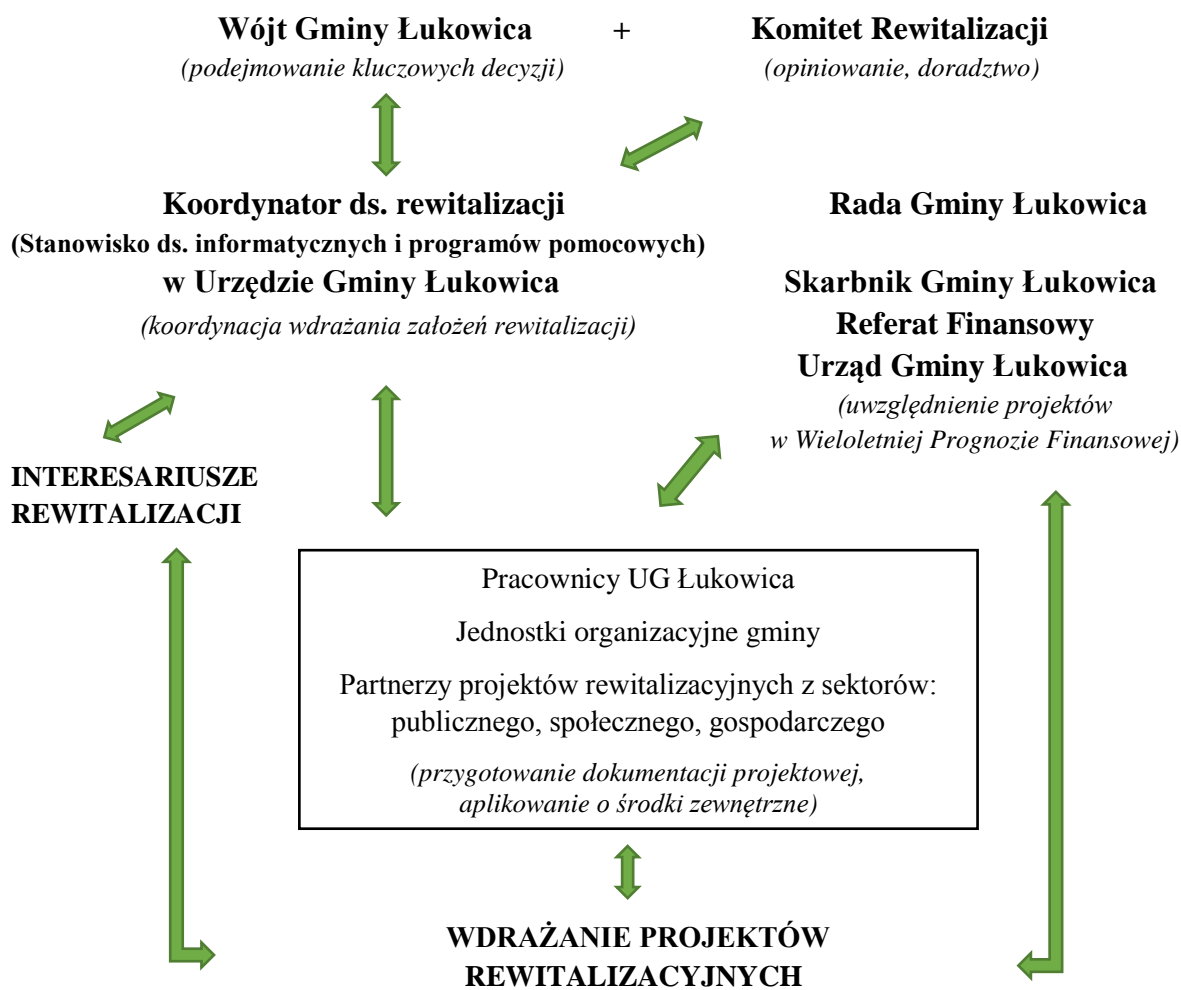 Wójt Gminy Łukowica + Komitet Rewitalizacji
(podejmowanie kluczowych decyzji) (opiniowanie, doradztwo)
Koordynator ds. rewitalizacji
(Stanowisko ds. informatycznych i programów pomocowych)
w Urzędzie Gminy Łukowica
(koordynacja wdrażania założeń rewitalizacji)
Rada Gminy Łukowica
Skarbnik Gminy Łukowica
Referat Finansowy
Urząd Gminy Łukowica
(uwzględnienie projektów
w Wieloletniej Prognozie Finansowej)
INTERESARIUSZE
REWITALIZACJI
Pracownicy UG Łukowica
Jednostki organizacyjne gminy
Partnerzy projektów rewitalizacyjnych z sektorów:
publicznego, społecznego, gospodarczego
(przygotowanie dokumentacji projektowej,
aplikowanie o środki zewnętrzne)
WDRAŻANIE PROJEKTÓW
REWITALIZACYJNYCH